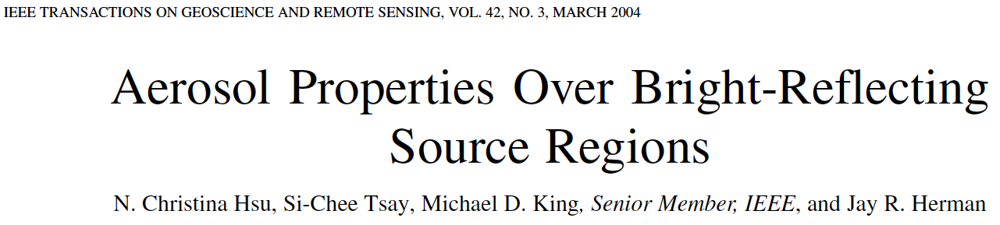 IEEE TRANSACTIONS ON GEOSCIENCE AND REMOTE SENSING, VOL. 42, NO. 3, MARCH 2004
Aerosol Properties Over Bright-Reflecting
Source Regions
N. Christina Hsu, Si-Chee Tsay, Michael D. King, Senior Member, IEEE, and Jay R. Herman